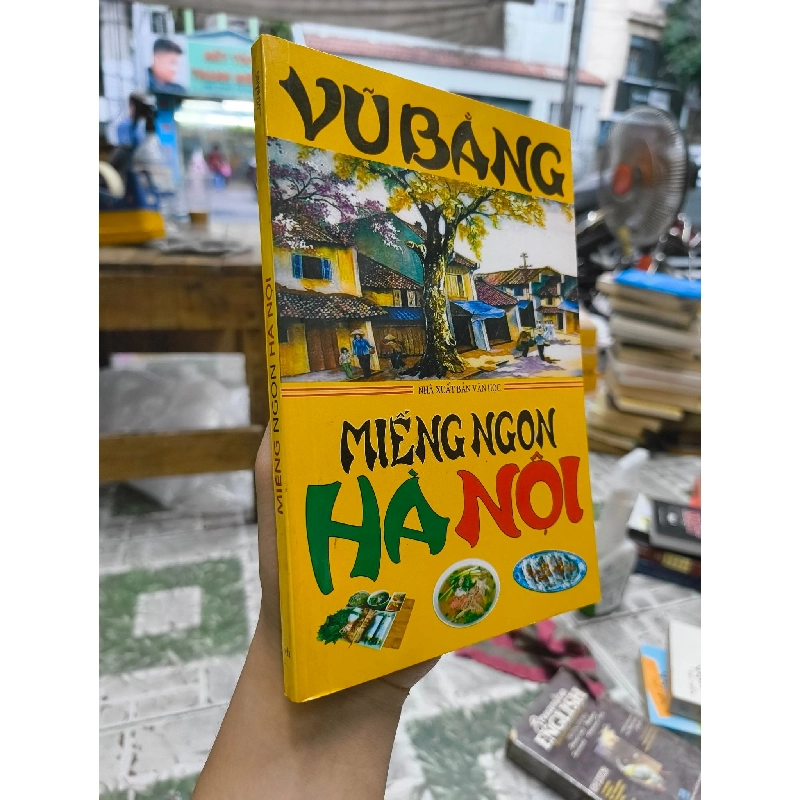 VŨ BẰNG
NHÀ XUẤT BẢN VĂN HỌC
MIẾNG NGON
HÀ NỘI
MIẾNG NGON HÀ NỘI
ENGLISH